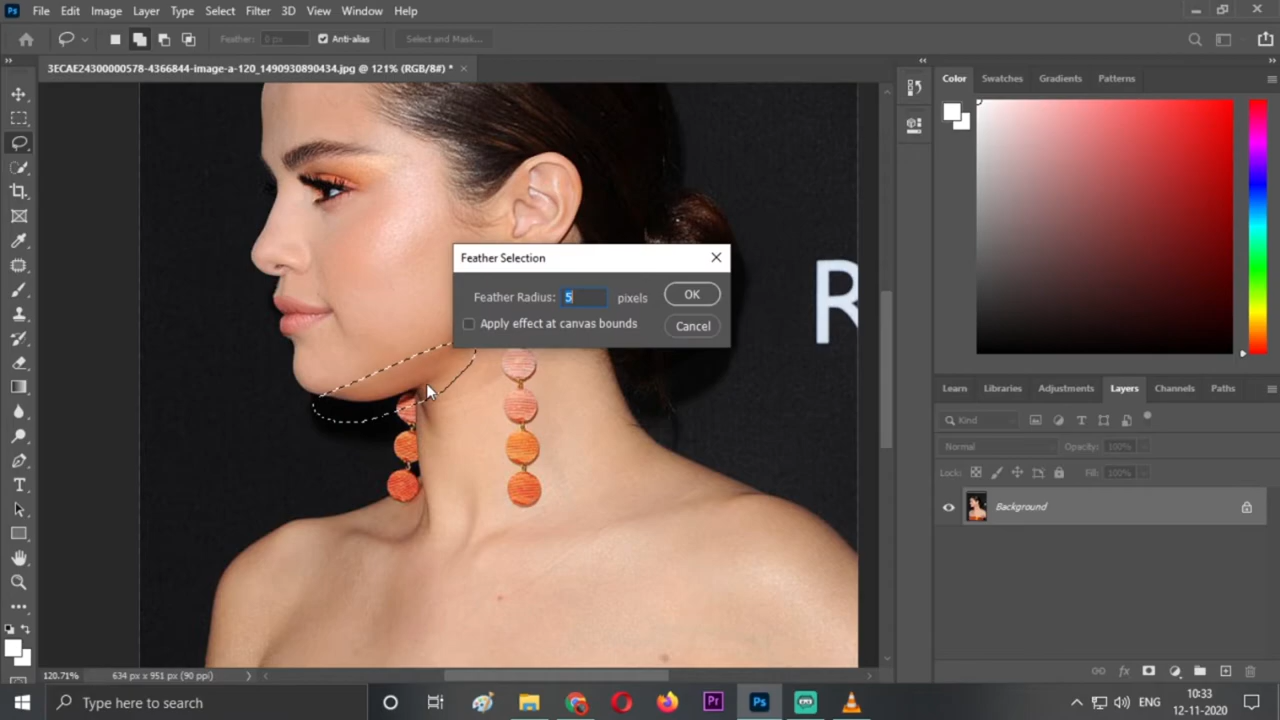 Ps File Edit Image Layer Type Select Filter 3D View Window Help
Feather: 0 px Anti-alias Select and Mask...
3ECAE24300000578-4366844-image-a-120_1490930890434.jpg @ 121% (RGB/8#) *
Color Swatches Gradients Patterns
Feather Selection
Feather Radius: 5 pixels OK
Apply effect at canvas bounds Cancel
R
Learn Libraries Adjustments Layers Channels Paths
Kind
Normal Opacity: 100%
Lock: Fill: 100%
Background
fx
120.71% 634 px x 951 px (90 ppi)
Type here to search
Pr Ps
ENG
10:33
12-11-2020